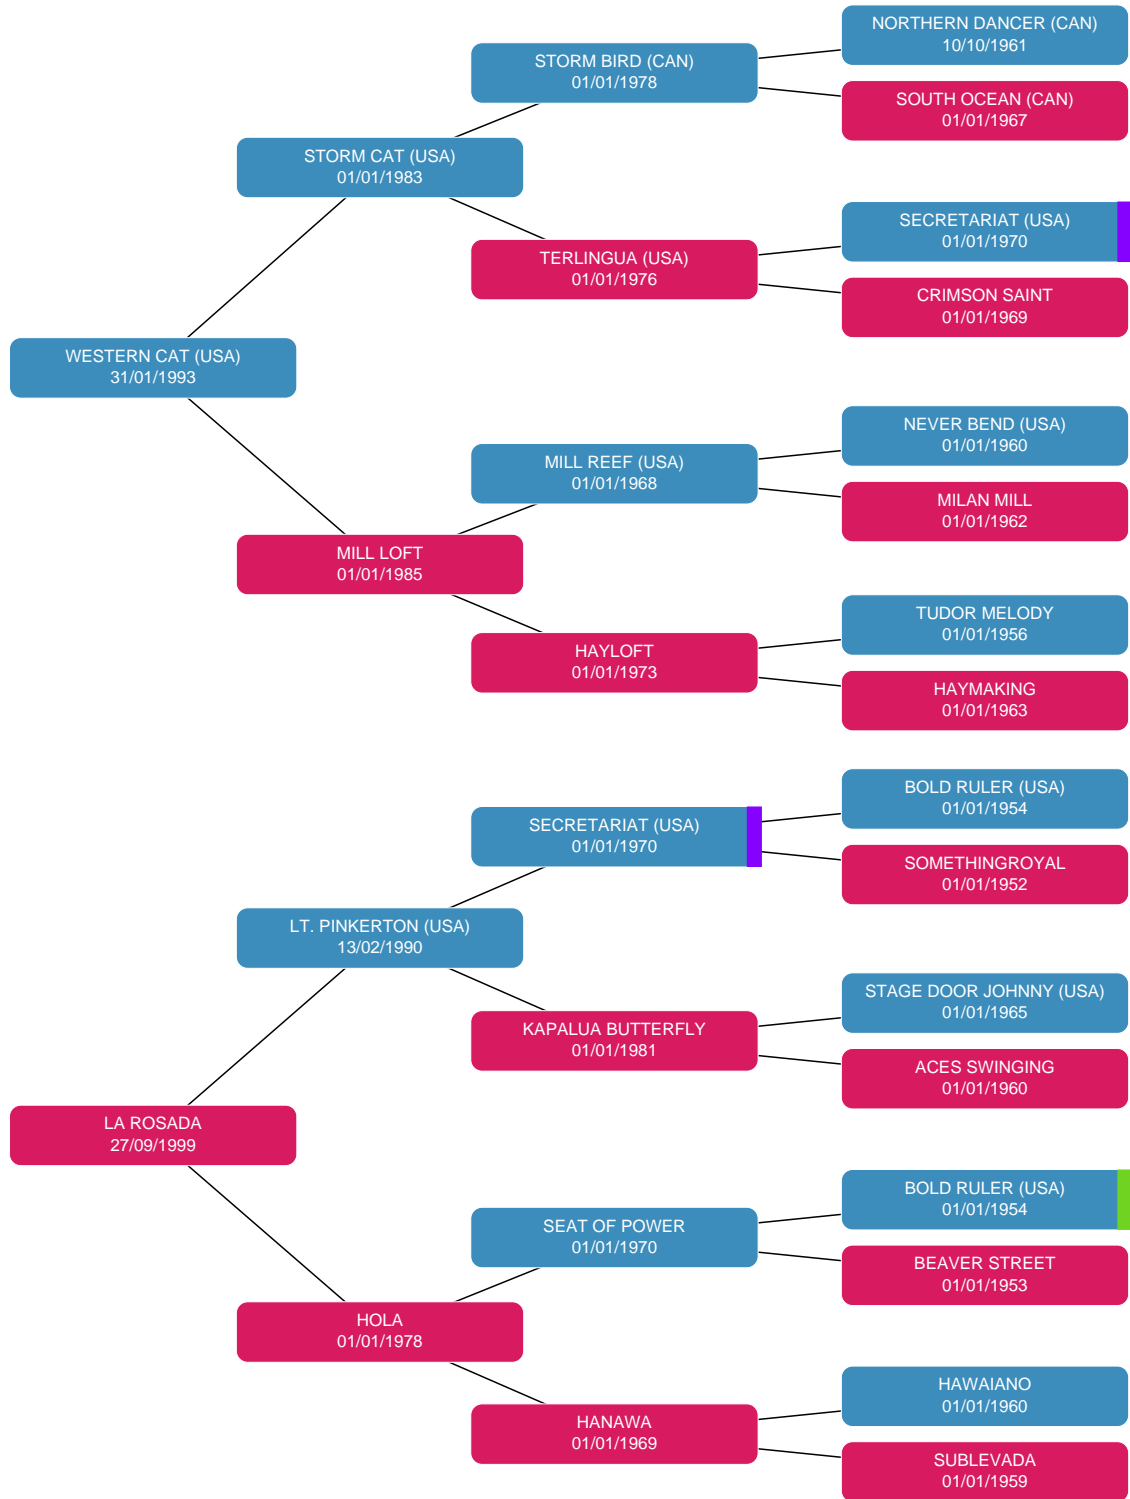 NORTHERN DANCER (CAN)
10/10/1961
STORM BIRD (CAN)
01/01/1978
SOUTH OCEAN (CAN)
01/01/1967
STORM CAT (USA)
01/01/1983
SECRETARIAT (USA)
01/01/1970
TERLINGUA (USA)
01/01/1976
CRIMSON SAINT
01/01/1969
WESTERN CAT (USA)
31/01/1993
NEVER BEND (USA)
01/01/1960
MILL REEF (USA)
01/01/1968
MILAN MILL
01/01/1962
MILL LOFT
01/01/1985
TUDOR MELODY
01/01/1956
HAYLOFT
01/01/1973
HAYMAKING
01/01/1963
BOLD RULER (USA)
01/01/1954
SECRETARIAT (USA)
01/01/1970
SOMETHINGROYAL
01/01/1952
LT. PINKERTON (USA)
13/02/1990
STAGE DOOR JOHNNY (USA)
01/01/1965
KAPALUA BUTTERFLY
01/01/1981
ACES SWINGING
01/01/1960
LA ROSADA
27/09/1999
BOLD RULER (USA)
01/01/1954
SEAT OF POWER
01/01/1970
BEAVER STREET
01/01/1953
HOLA
01/01/1978
HAWAIANO
01/01/1960
HANAWA
01/01/1969
SUBLEVADA
01/01/1959